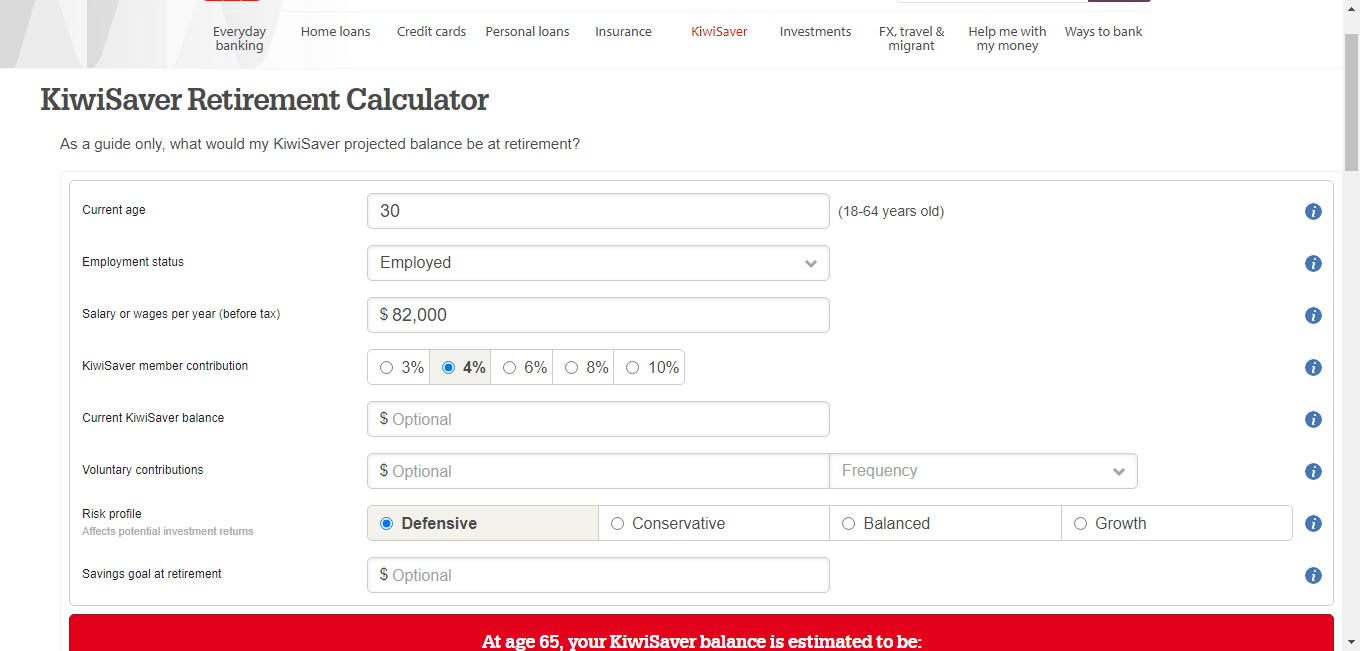 Everyday banking
Home loans
Credit cards
Personal loans
Insurance
KiwiSaver
Investments
FX, travel & migrant
Help me with my money
Ways to bank
KiwiSaver Retirement Calculator
As a guide only, what would my KiwiSaver projected balance be at retirement?
Current age
30
(18-64 years old)
i
Employment status
Employed
i
Salary or wages per year (before tax)
$ 82,000
i
KiwiSaver member contribution
3%
4%
6%
8%
10%
i
Current KiwiSaver balance
$ Optional
i
Voluntary contributions
$ Optional
Frequency
i
Risk profile
Affects potential investment returns
Defensive
Conservative
Balanced
Growth
i
Savings goal at retirement
$ Optional
i
At age 65, your KiwiSaver balance is estimated to be: